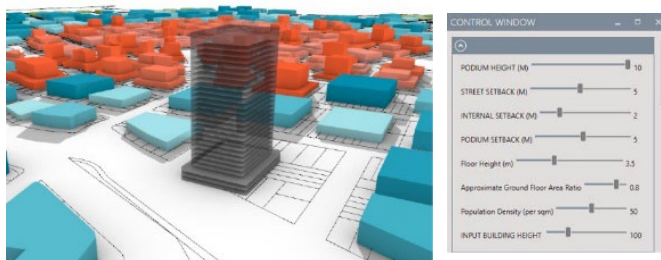 CONTROL WINDOW
PODIUM HEIGHT (M) 10
STREET SETBACK (M) 5
INTERNAL SETBACK (M) 2
PODIUM SETBACK (M) 5
Floor Height (m) 3.5
Approximate Ground Floor Area Ratio 0.8
Population Density (per sqm) 50
INPUT BUILDING HEIGHT 100